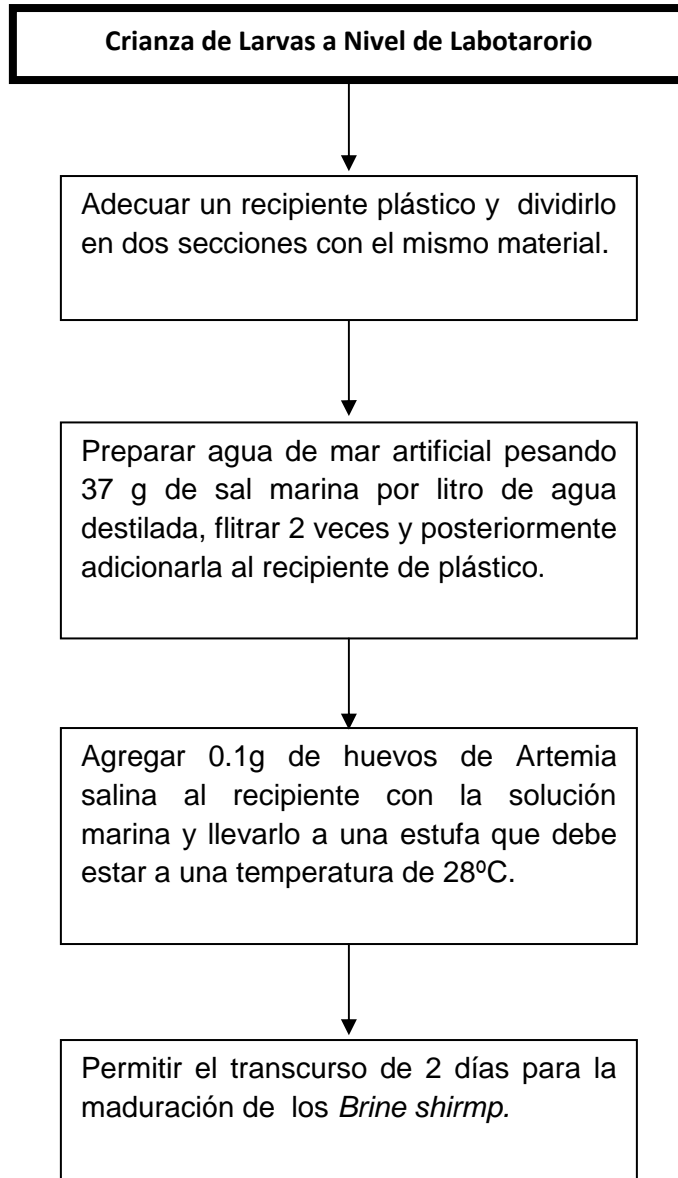 Crianza de Larvas a Nivel de Labotarorio
Adecuar un recipiente plástico y dividirlo
en dos secciones con el mismo material.
Preparar agua de mar artificial pesando
37 g de sal marina por litro de agua
destilada, flitrar 2 veces y posteriormente
adicionarla al recipiente de plástico.
Agregar 0.1g de huevos de Artemia
salina al recipiente con la solución
marina y llevarlo a una estufa que debe
estar a una temperatura de 28ºC.
Permitir el transcurso de 2 días para la
maduración de los Brine shirmp.